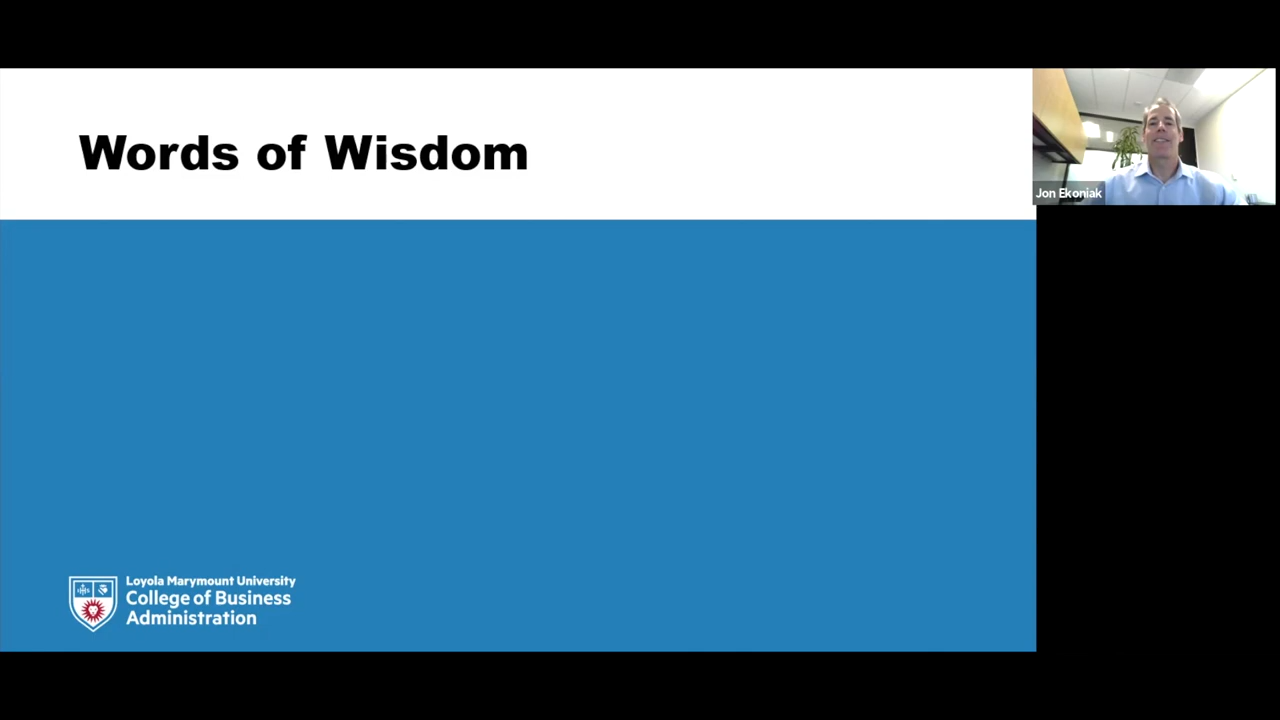 Words of Wisdom
Jon Ekoniak
Loyola Marymount University
College of Business
Administration